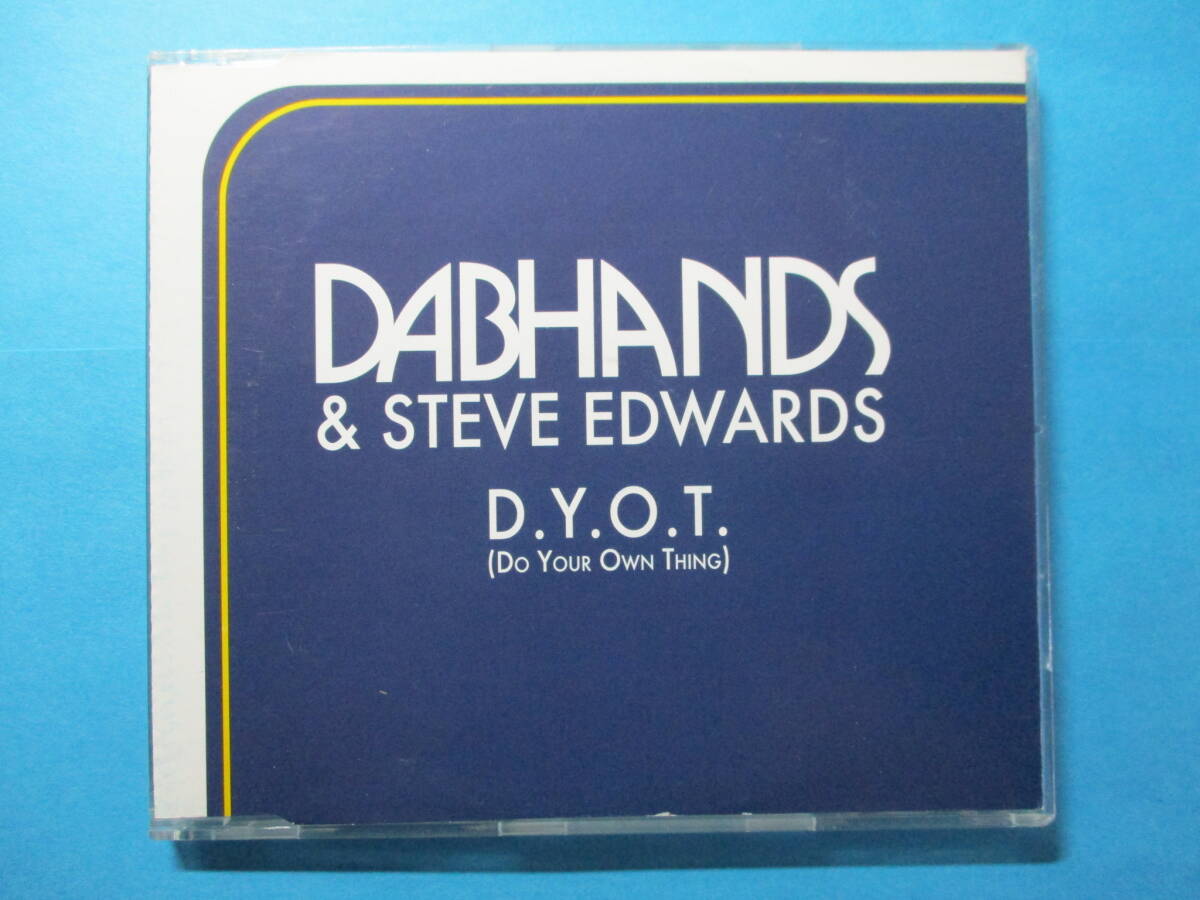 DABHANDS
& STEVE EDWARDS
D.Y.O.T.
(DO YOUR OWN THING)